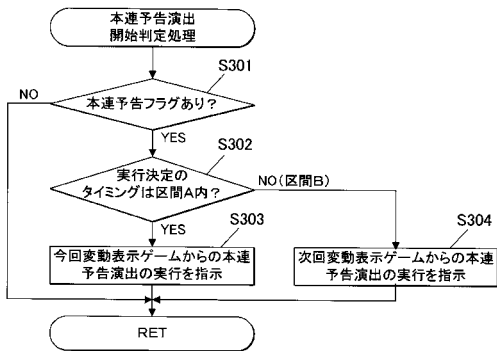 本連予告演出
開始判定処理
S301
NO
本連予告フラグあり?
YES
S302
実行決定の
タイミングは区間A内?
NO(区間B)
YES
S303
S304
今回変動表示ゲームからの本連
予告演出の実行を指示
次回変動表示ゲームからの本連
予告演出の実行を指示
RET